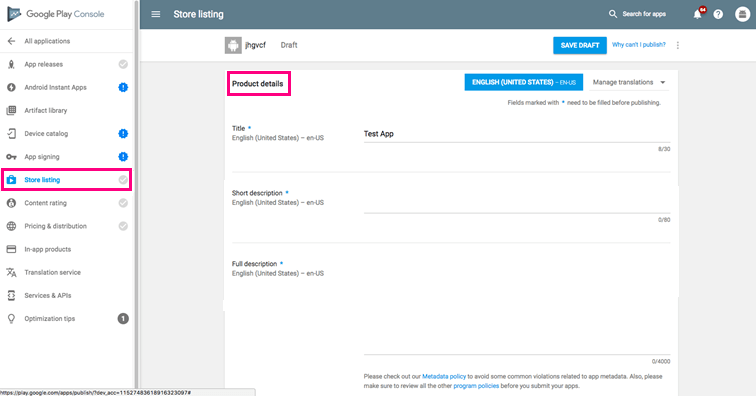 Google Play Console
Store listing
Search for apps
64
All applications
jhgvcf
Draft
SAVE DRAFT
Why can't I publish?
App releases
Android Instant Apps
Artifact library
Device catalog
App signing
Store listing
Content rating
Pricing & distribution
In-app products
Translation service
Services & APIs
Optimization tips
1
Product details
ENGLISH (UNITED STATES) – EN-US
Manage translations
Fields marked with * need to be filled before publishing.
Title *
English (United States) – en-US
Test App
8/30
Short description *
English (United States) – en-US
0/80
Full description *
English (United States) – en-US
0/4000
Please check out our Metadata policy to avoid some common violations related to app metadata. Also, please
make sure to review all the other program policies before you submit your apps.
https://play.google.com/apps/publish/?dev_acc=11527483618916323097#